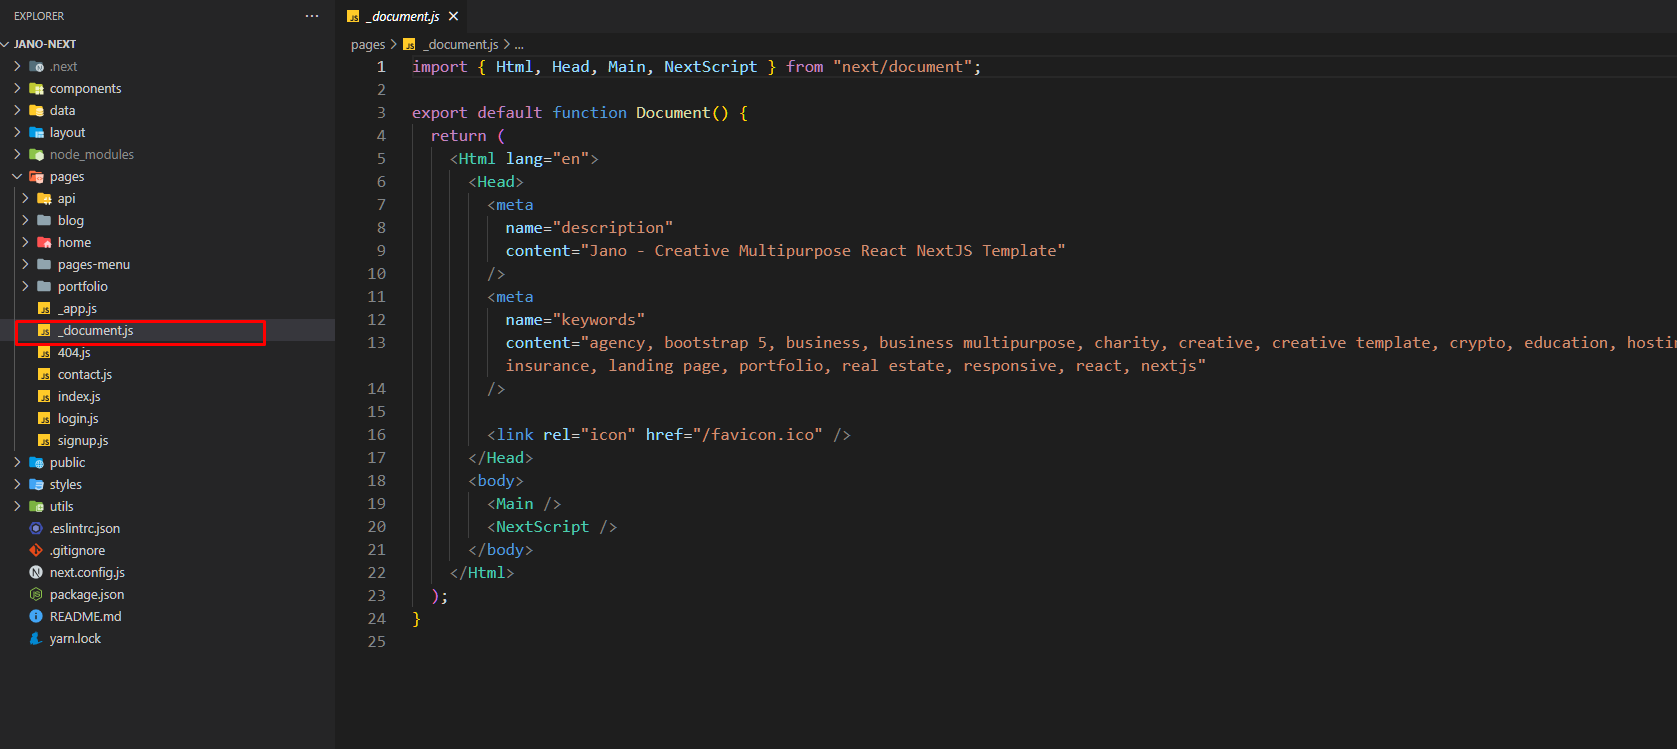 EXPLORER
JANO-NEXT
.next
components
data
layout
node_modules
pages
api
blog
home
pages-menu
portfolio
_app.js
_document.js
404.js
contact.js
index.js
login.js
signup.js
public
styles
utils
.eslintrc.json
.gitignore
next.config.js
package.json
README.md
yarn.lock
_document.js
pages > _document.js > ...
1 import { Html, Head, Main, NextScript } from "next/document";
2
3 export default function Document() {
4 return (
5 <Html lang="en">
6 <Head>
7 <meta
8 name="description"
9 content="Jano - Creative Multipurpose React NextJS Template"
10 />
11 <meta
12 name="keywords"
13 content="agency, bootstrap 5, business, business multipurpose, charity, creative, creative template, crypto, education, hostin
insurance, landing page, portfolio, real estate, responsive, react, nextjs"
14 />
15
16 <link rel="icon" href="/favicon.ico" />
17 </Head>
18 <body>
19 <Main />
20 <NextScript />
21 </body>
22 </Html>
23 );
24 }
25